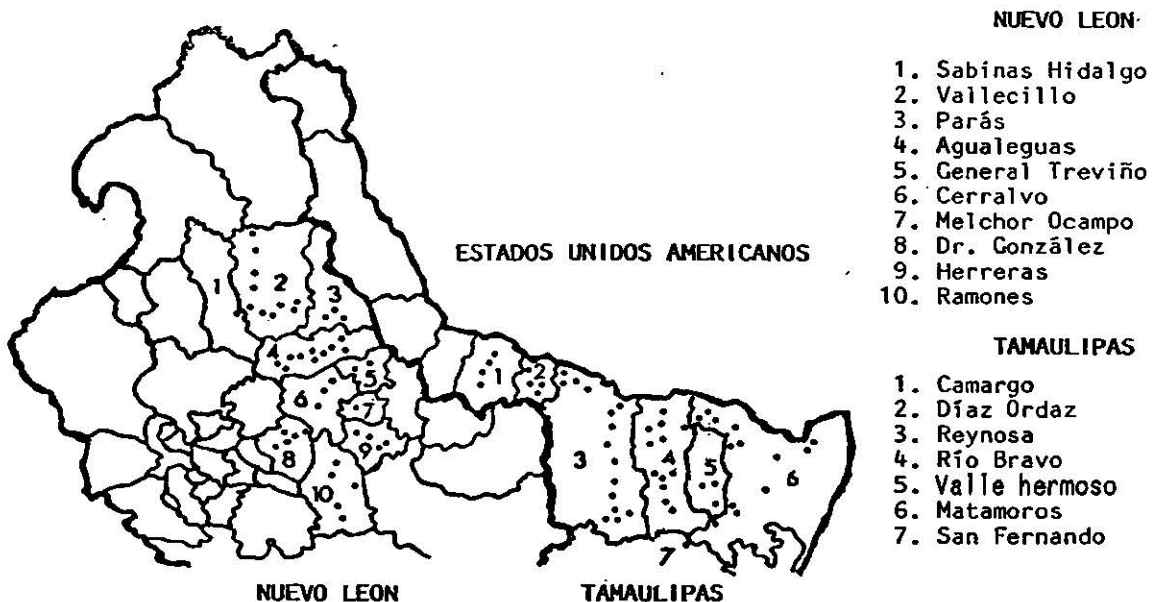 NUEVO LEON
1. Sabinas Hidalgo
2. Vallecillo
3. Parás
4. Agualeguas
5. General Treviño
6. Cerralvo
7. Melchor Ocampo
8. Dr. González
9. Herreras
10. Ramones
TAMAULIPAS
1. Camargo
2. Díaz Ordaz
3. Reynosa
4. Río Bravo
5. Valle hermoso
6. Matamoros
7. San Fernando
ESTADOS UNIDOS AMERICANOS
1
2
3
4
5
6
7
8
9
10
1
2
3
4
5
6
7
NUEVO LEON
TAMAULIPAS